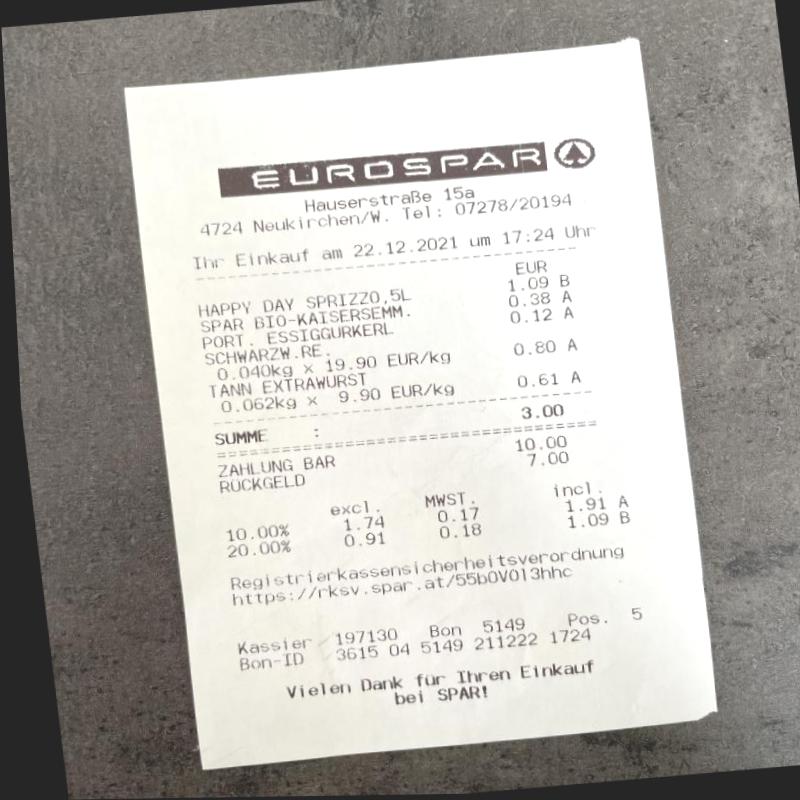 EUROSPAR
Hauserstraße 15a
4724 Neukirchen/W. Tel: 07278/20194
Ihr Einkauf am 22.12.2021 um 17:24 Uhr
EUR
HAPPY DAY SPRIZZO,5L 1.09 B
SPAR BIO-KAISERSEMM. 0.38 A
PORT. ESSIGGURKERL 0.12 A
SCHWARZW.RE.
0.040kg x 19.90 EUR/kg 0.80 A
TANN EXTRAWURST
0.062kg x 9.90 EUR/kg 0.61 A
SUMME : 3.00
ZAHLUNG BAR 10.00
RÜCKGELD 7.00
excl. MWST. incl.
10.00% 1.74 0.17 1.91 A
20.00% 0.91 0.18 1.09 B
Registrierkassensicherheitsverordnung
https://rksv.spar.at/55b0V0l3hhc
Kassier 197130 Bon 5149 Pos. 5
Bon-ID 3615 04 5149 211222 1724
Vielen Dank für Ihren Einkauf
bei SPAR!